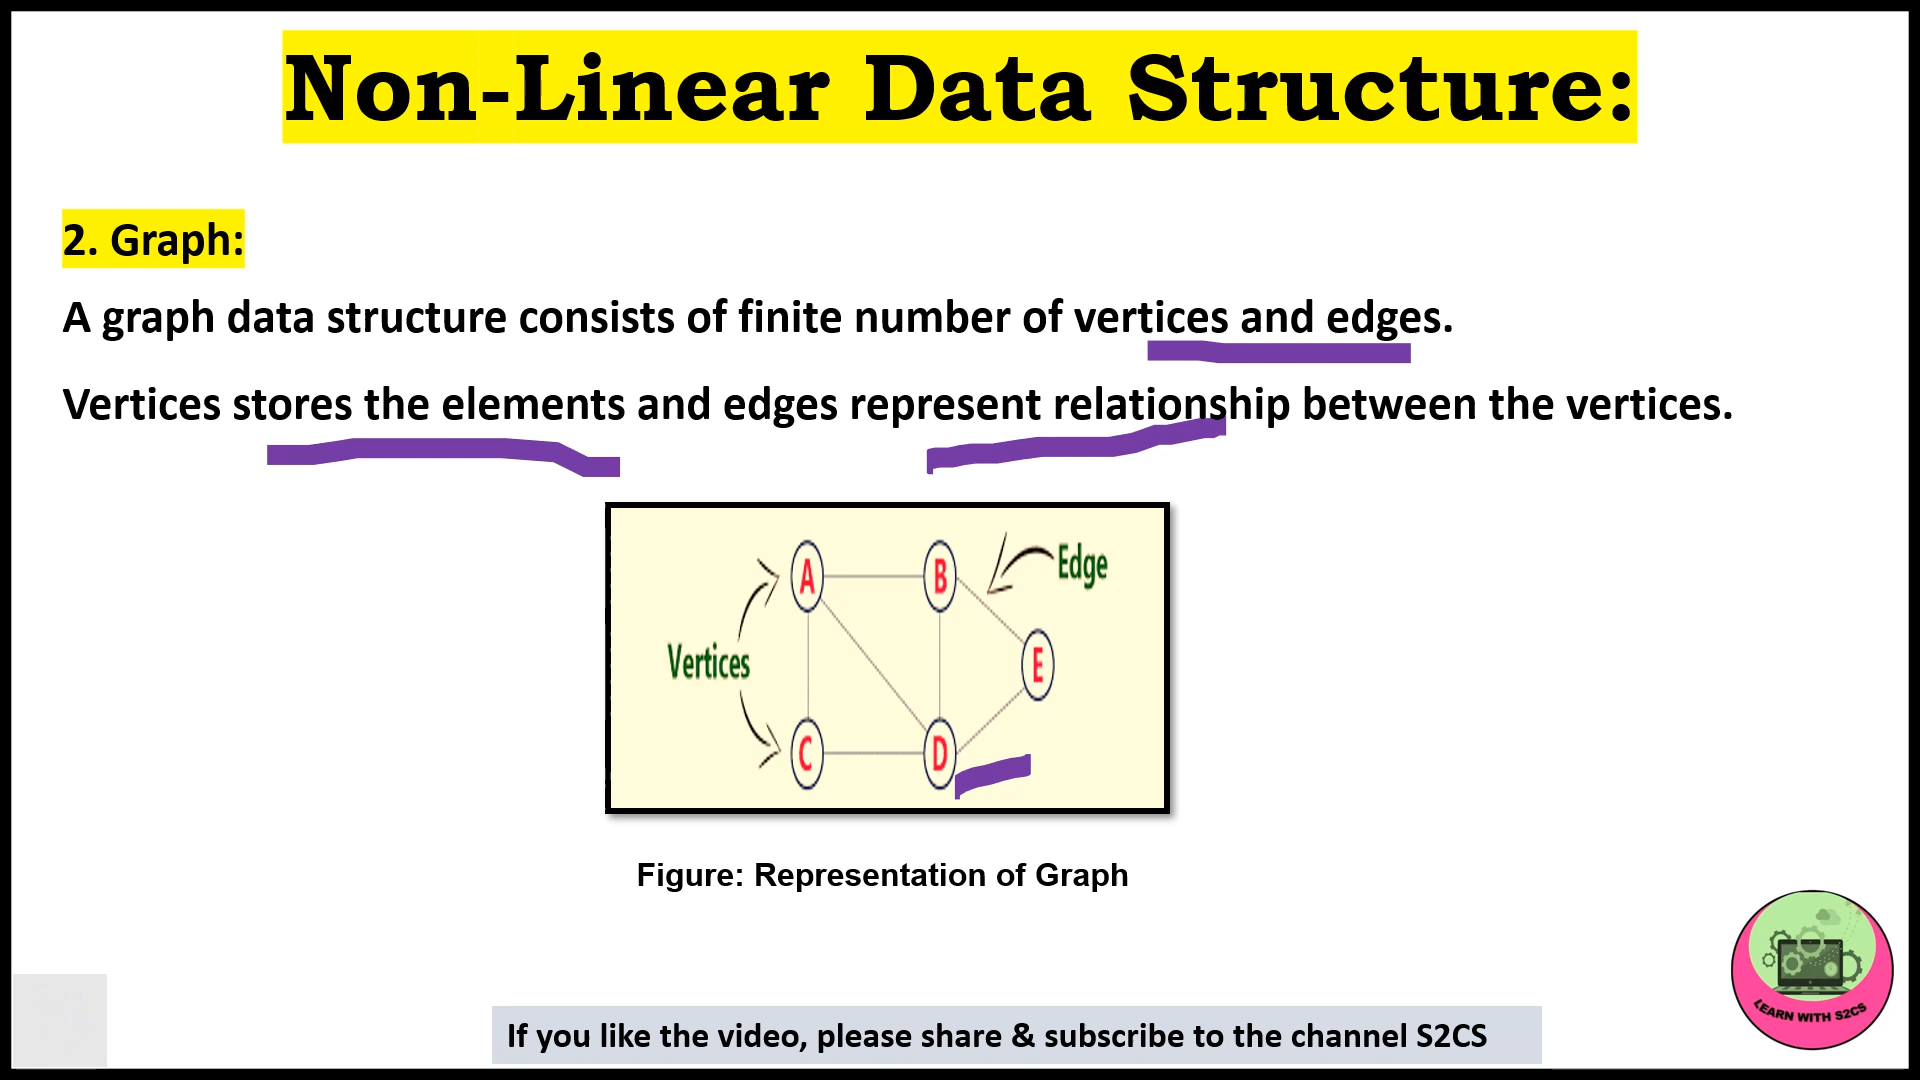 Non-Linear Data Structure:
2. Graph:
A graph data structure consists of finite number of vertices and edges.
Vertices stores the elements and edges represent relationship between the vertices.
A
B
Edge
Vertices
E
C
D
Figure: Representation of Graph
LEARN WITH S2CS
If you like the video, please share & subscribe to the channel S2CS